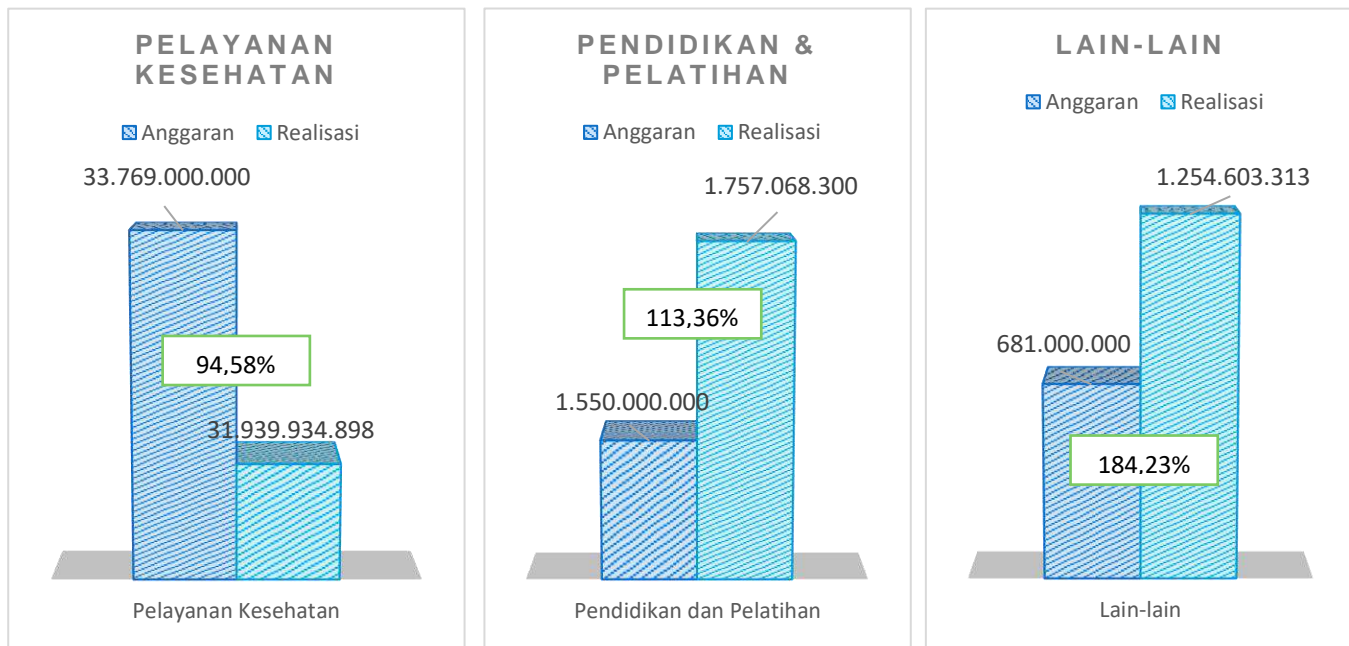 PELAYANAN
KESEHATAN
Anggaran Realisasi
33.769.000.000
94,58%
31.939.934.898
Pelayanan Kesehatan
PENDIDIKAN &
PELATIHAN
Anggaran Realisasi
1.757.068.300
113,36%
1.550.000.000
Pendidikan dan Pelatihan
LAIN-LAIN
Anggaran Realisasi
1.254.603.313
681.000.000
184,23%
Lain-lain